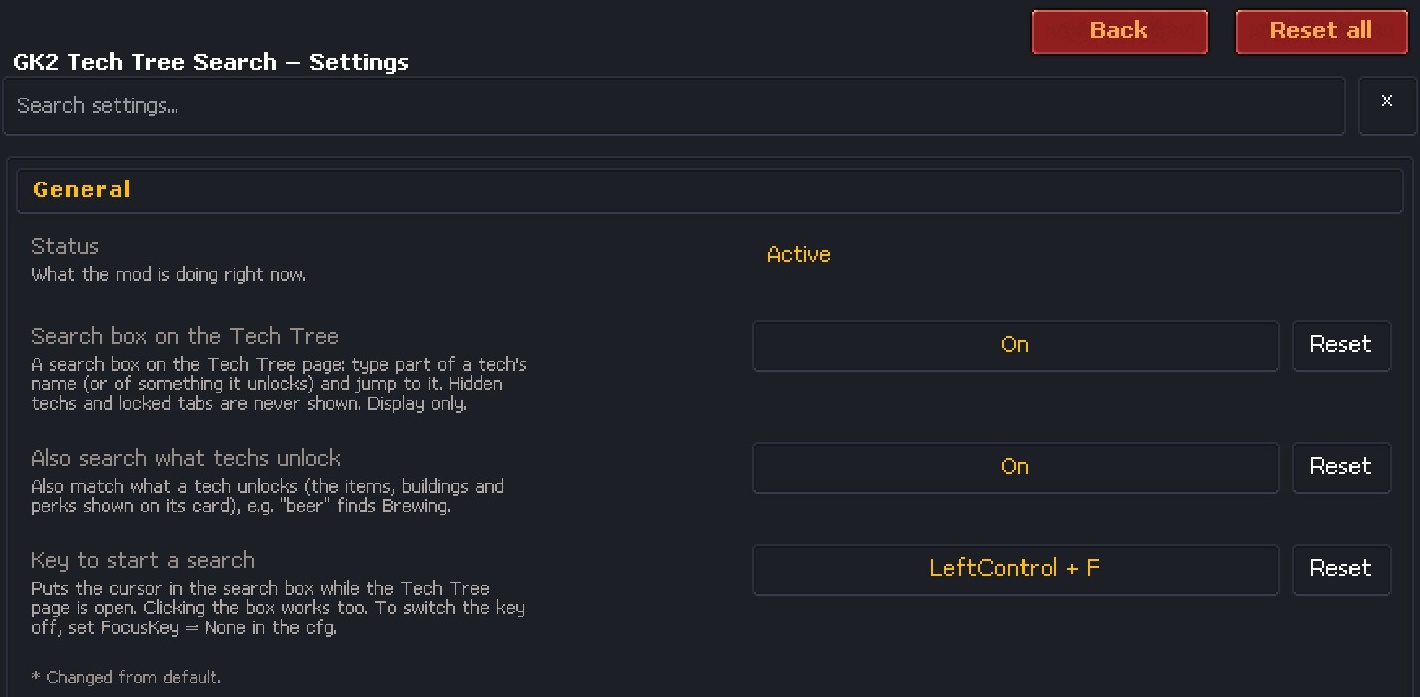 Back
Reset all
GK2 Tech Tree Search – Settings
Search settings...
x
General
Status
What the mod is doing right now.
Active
Search box on the Tech Tree
A search box on the Tech Tree page: type part of a tech's
name (or of something it unlocks) and jump to it. Hidden
techs and locked tabs are never shown. Display only.
On
Reset
Also search what techs unlock
Also match what a tech unlocks (the items, buildings and
perks shown on its card), e.g. "beer" finds Brewing.
On
Reset
Key to start a search
Puts the cursor in the search box while the Tech Tree
page is open. Clicking the box works too. To switch the key
off, set FocusKey = None in the cfg.
LeftControl + F
Reset
* Changed from default.